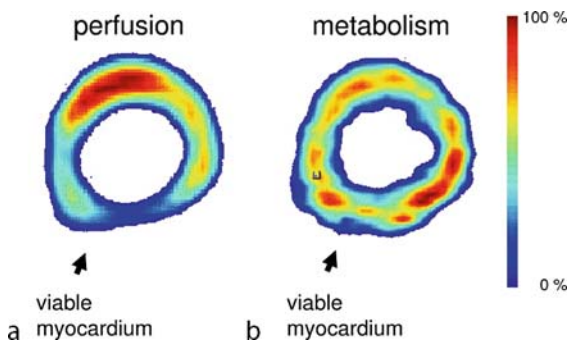 perfusion
metabolism
100 %
0 %
viable
myocardium
viable
myocardium
a
b